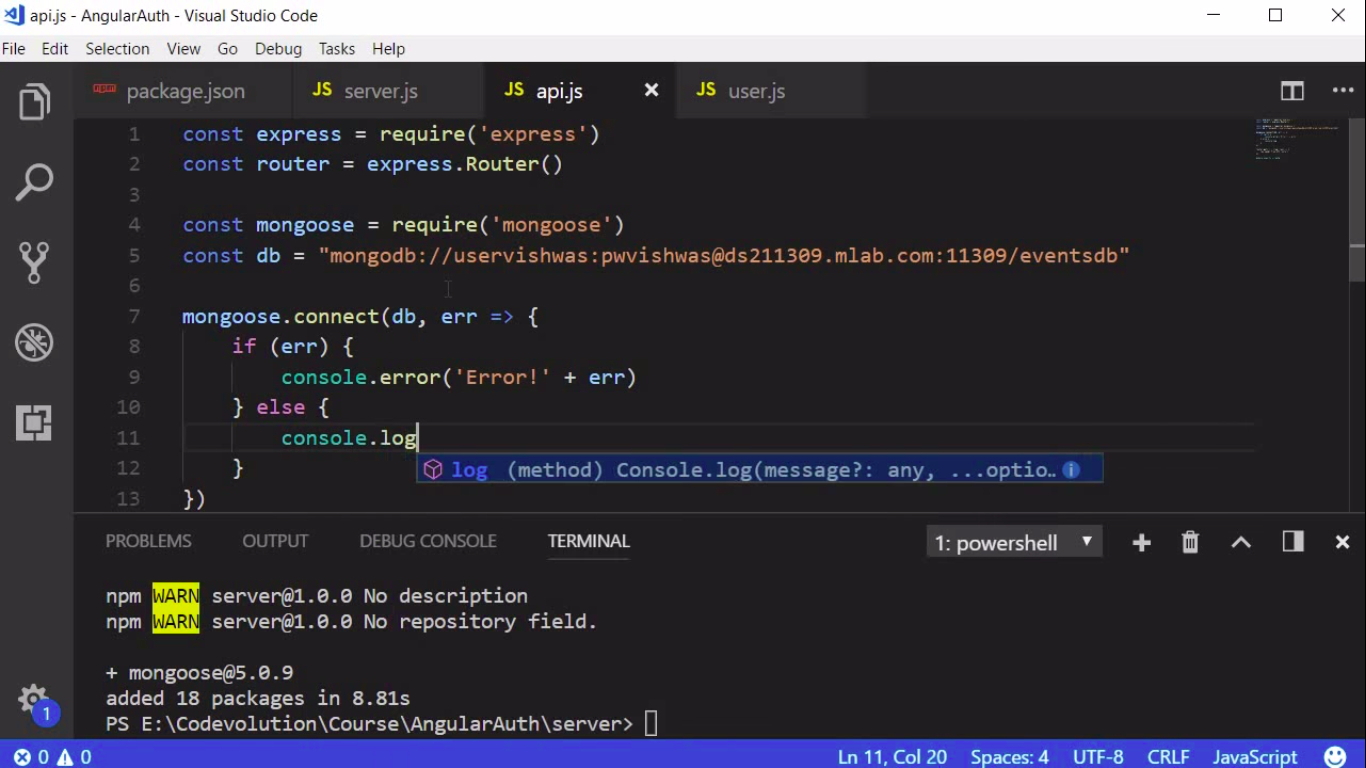 api.js - AngularAuth - Visual Studio Code
File Edit Selection View Go Debug Tasks Help
npm package.json JS server.js JS api.js JS user.js
1 const express = require('express')
2 const router = express.Router()
3
4 const mongoose = require('mongoose')
5 const db = "mongodb://uservishwas:pwvishwas@ds211309.mlab.com:11309/eventsdb"
6
7 mongoose.connect(db, err => {
8 if (err) {
9 console.error('Error!' + err)
10 } else {
11 console.log
log (method) Console.log(message?: any, ...optio…
12 }
13 })
PROBLEMS OUTPUT DEBUG CONSOLE TERMINAL 1: powershell
npm WARN server@1.0.0 No description
npm WARN server@1.0.0 No repository field.
+ mongoose@5.0.9
added 18 packages in 8.81s
PS E:\Codevolution\Course\AngularAuth\server>
1
0 0 Ln 11, Col 20 Spaces: 4 UTF-8 CRLF JavaScript